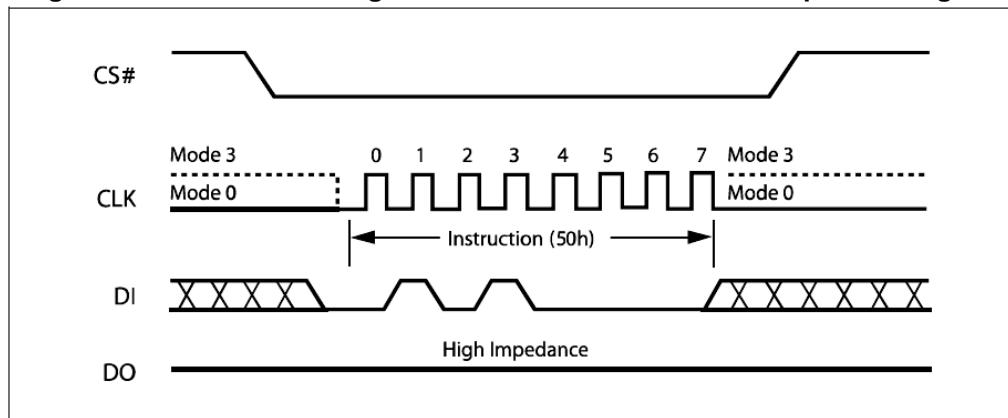 CS#
Mode 3 0 1 2 3 4 5 6 7 Mode 3
CLK Mode 0 Mode 0
Instruction (50h)
DI
High Impedance
DO